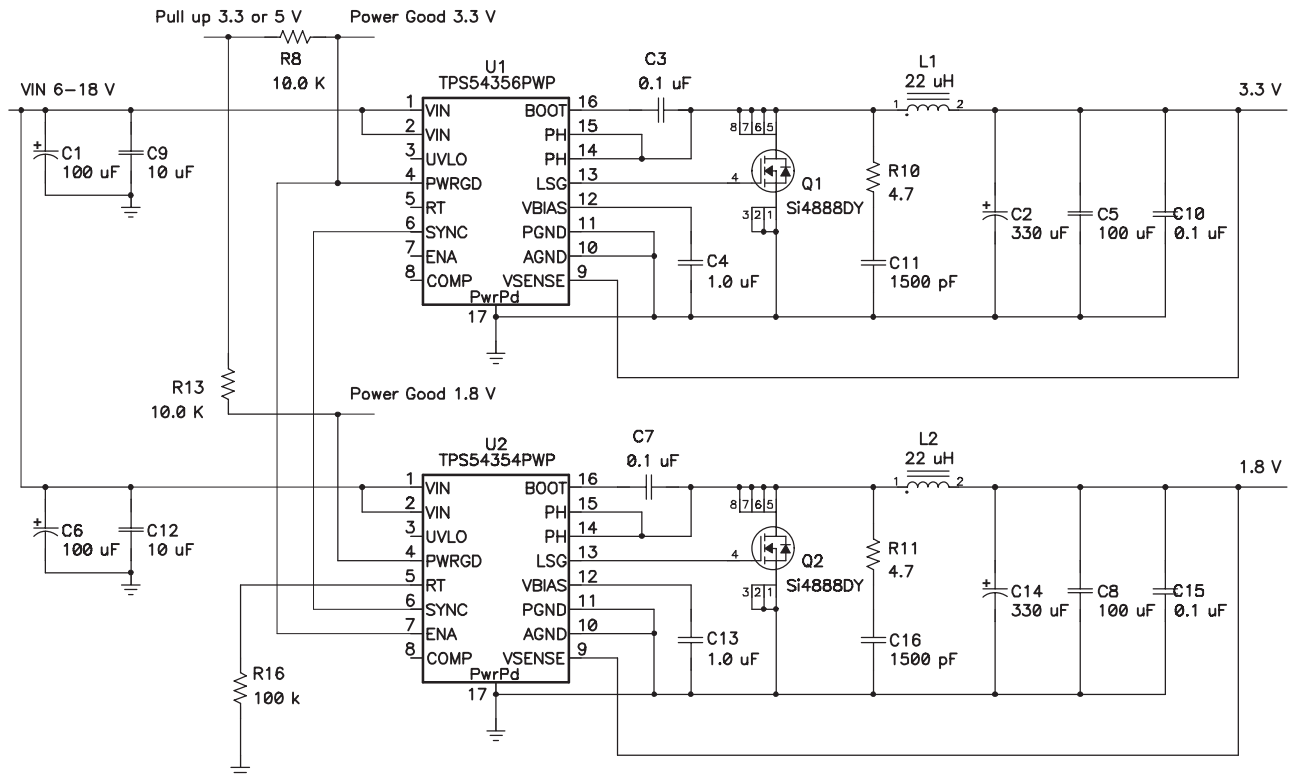 Pull up 3.3 or 5 V
Power Good 3.3 V
R8
10.0 K
VIN 6–18 V
U1
TPS54356PWP
C3
0.1 uF
L1
22 uH
3.3 V
1 VIN BOOT 16
2 VIN PH 15
3 UVLO PH 14
4 PWRGD LSG 13
5 RT VBIAS 12
6 SYNC PGND 11
7 ENA AGND 10
8 COMP VSENSE 9
PwrPd
17
+ C1
100 uF
C9
10 uF
8 7 6 5
4
Q1
Si4888DY
3 2 1
C4
1.0 uF
1 2
R10
4.7
C11
1500 pF
+ C2
330 uF
C5
100 uF
C10
0.1 uF
R13
10.0 K
Power Good 1.8 V
U2
TPS54354PWP
C7
0.1 uF
L2
22 uH
1.8 V
1 VIN BOOT 16
2 VIN PH 15
3 UVLO PH 14
4 PWRGD LSG 13
5 RT VBIAS 12
6 SYNC PGND 11
7 ENA AGND 10
8 COMP VSENSE 9
PwrPd
17
+ C6
100 uF
C12
10 uF
8 7 6 5
4
Q2
Si4888DY
3 2 1
C13
1.0 uF
1 2
R11
4.7
C16
1500 pF
+ C14
330 uF
C8
100 uF
C15
0.1 uF
R16
100 k